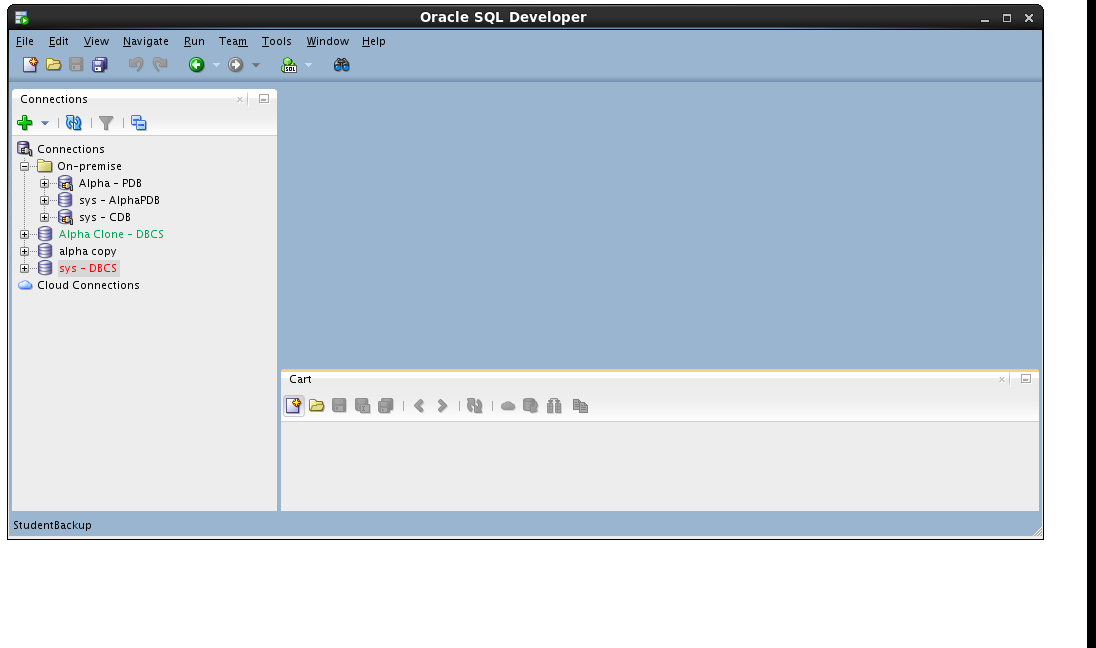 Oracle SQL Developer
File Edit View Navigate Run Team Tools Window Help
SQL
Connections
Connections
On-premise
Alpha - PDB
sys - AlphaPDB
sys - CDB
Alpha Clone - DBCS
alpha copy
sys - DBCS
Cloud Connections
Cart
StudentBackup